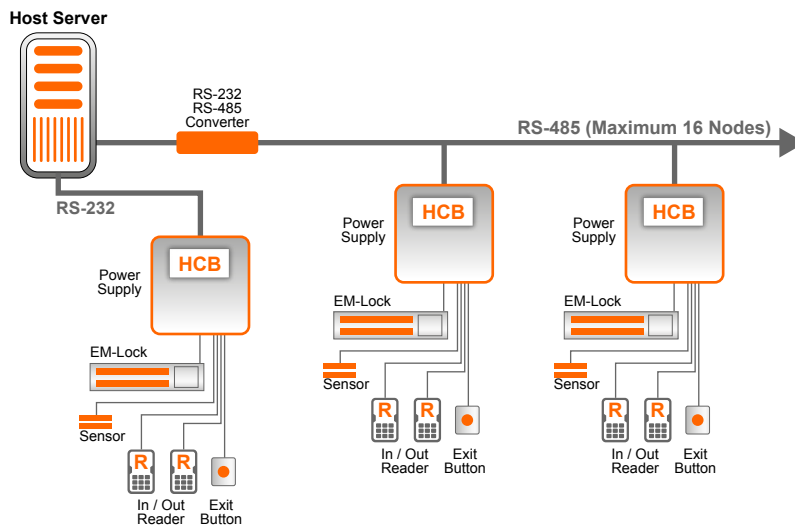 Host Server
RS-232
RS-485
Converter
RS-485 (Maximum 16 Nodes)
RS-232
HCB
Power
Supply
EM-Lock
Sensor
R
R
In / Out
Reader
Exit
Button
HCB
Power
Supply
EM-Lock
Sensor
R
R
In / Out
Reader
Exit
Button
HCB
Power
Supply
EM-Lock
Sensor
R
R
In / Out
Reader
Exit
Button